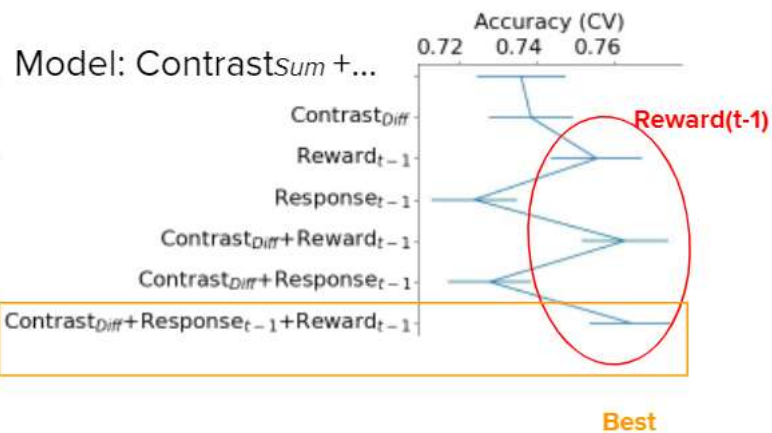 Accuracy (CV)
0.72 0.74 0.76
Model: ContrastSum +...
ContrastDiff
Reward(t-1)
Rewardt − 1
Responset − 1
ContrastDiff+Rewardt − 1
ContrastDiff+Responset − 1
ContrastDiff+Responset − 1+Rewardt − 1
Best